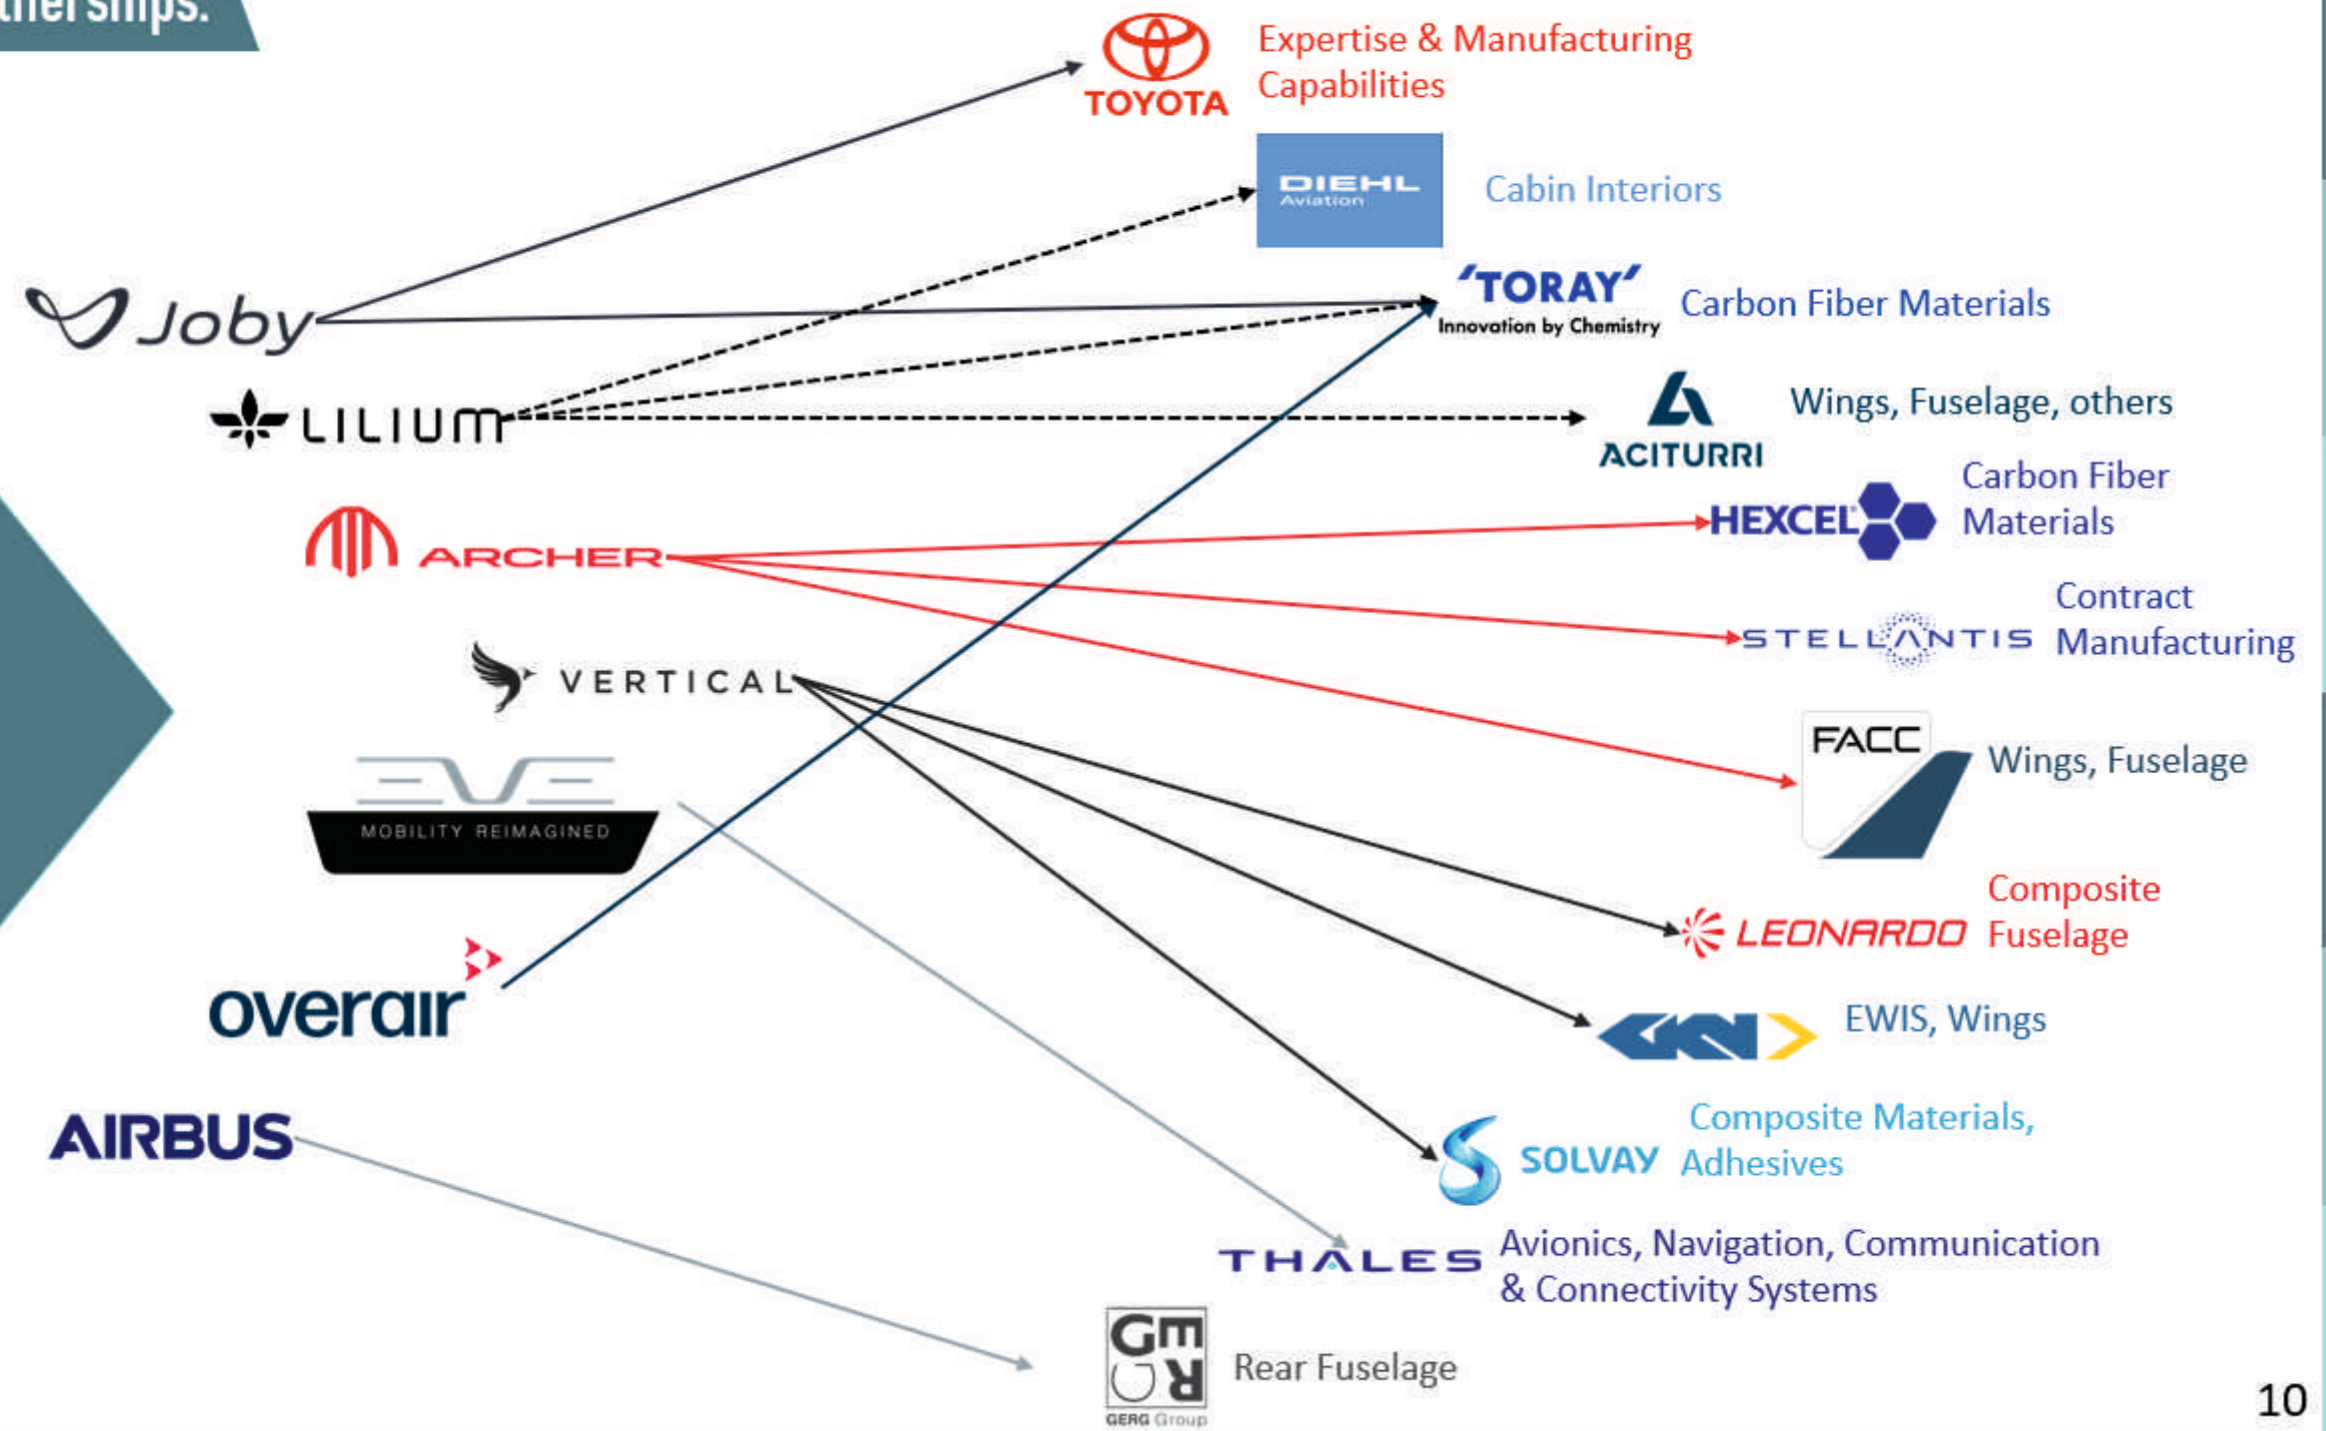 TOYOTA
Expertise & Manufacturing
Capabilities
DIEHL
Aviation
Cabin Interiors
Joby
'TORAY'
Innovation by Chemistry
Carbon Fiber Materials
LILIUM
ACITURRI
Wings, Fuselage, others
ARCHER
HEXCEL
Carbon Fiber
Materials
STELLANTIS
Contract
Manufacturing
VERTICAL
FACC
Wings, Fuselage
EVE
MOBILITY REIMAGINED
LEONARDO
Composite
Fuselage
overair
GKN
EWIS, Wings
AIRBUS
SOLVAY
Composite Materials,
Adhesives
THALES
Avionics, Navigation, Communication
& Connectivity Systems
GERG
GERG Group
Rear Fuselage
10